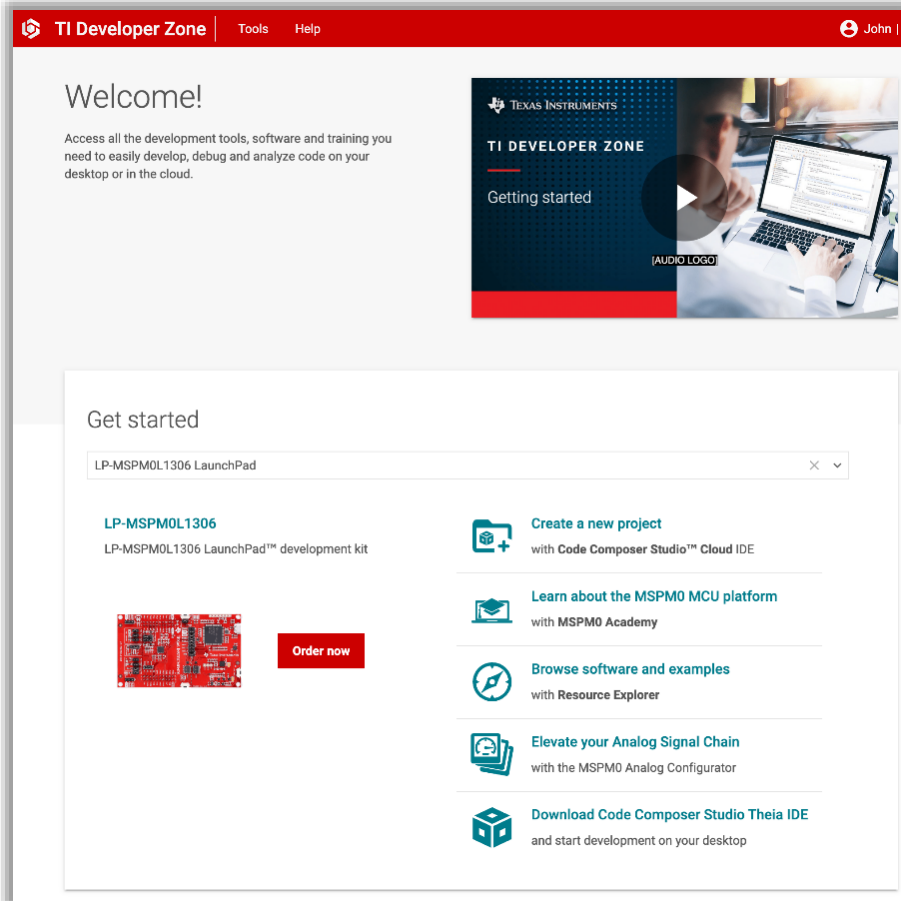 TI Developer Zone
Tools
Help
John |
Welcome!
Access all the development tools, software and training you
need to easily develop, debug and analyze code on your
desktop or in the cloud.
TEXAS INSTRUMENTS
TI DEVELOPER ZONE
Getting started
[AUDIO LOGO]
Get started
LP-MSPM0L1306 LaunchPad
LP-MSPM0L1306
LP-MSPM0L1306 LaunchPad™ development kit
Order now
Create a new project
with Code Composer Studio™ Cloud IDE
Learn about the MSPM0 MCU platform
with MSPM0 Academy
Browse software and examples
with Resource Explorer
Elevate your Analog Signal Chain
with the MSPM0 Analog Configurator
Download Code Composer Studio Theia IDE
and start development on your desktop